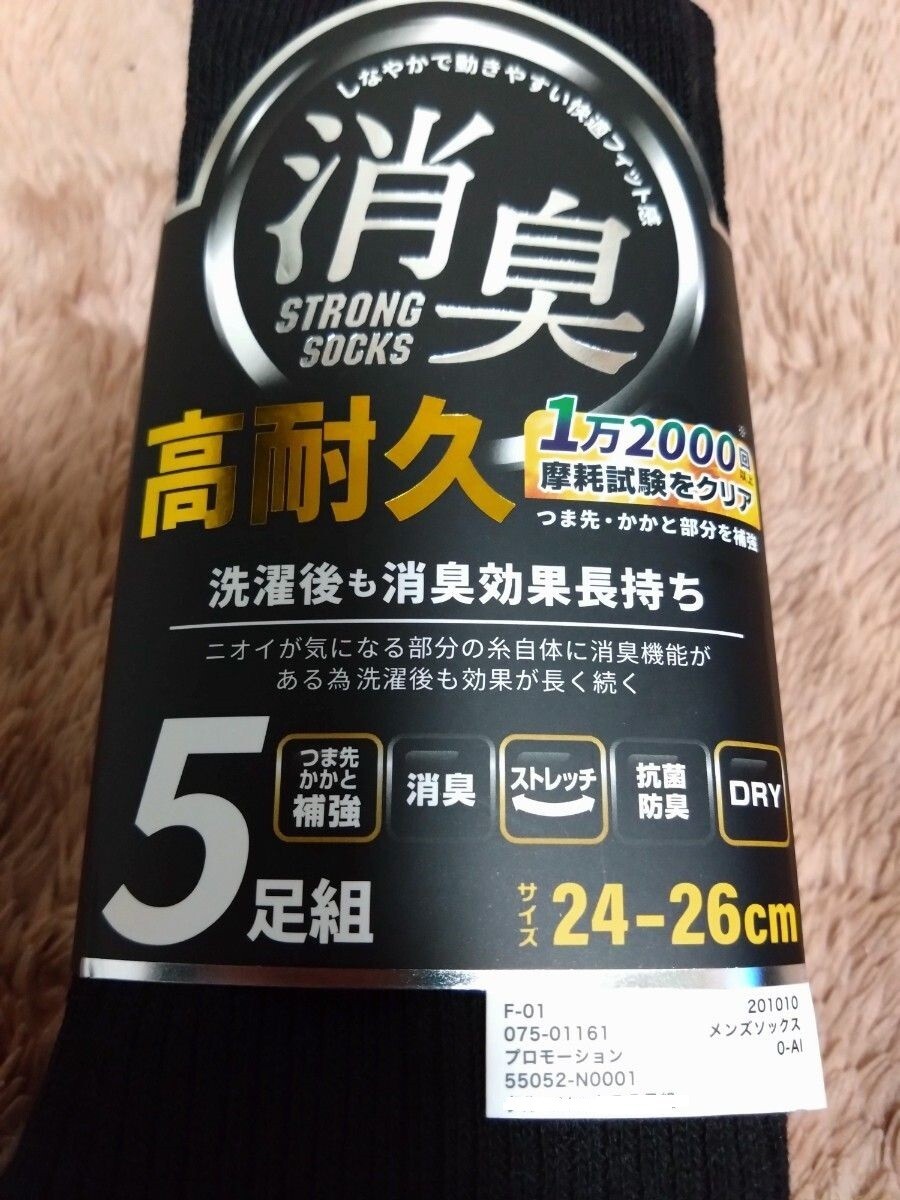 しなやかで動きやすい快適フィット感
消臭
STRONG
SOCKS
高耐久
1万2000回以上※
摩耗試験をクリア
つま先・かかと部分を補強
洗濯後も消臭効果長持ち
ニオイが気になる部分の糸自体に消臭機能が
ある為洗濯後も効果が長く続く
5足組
つま先
かかと
補強
消臭
ストレッチ
抗菌
防臭
DRY
サイズ 24-26cm
F-01 201010
075-01161 メンズソックス
プロモーション 0-AI
55052-N0001